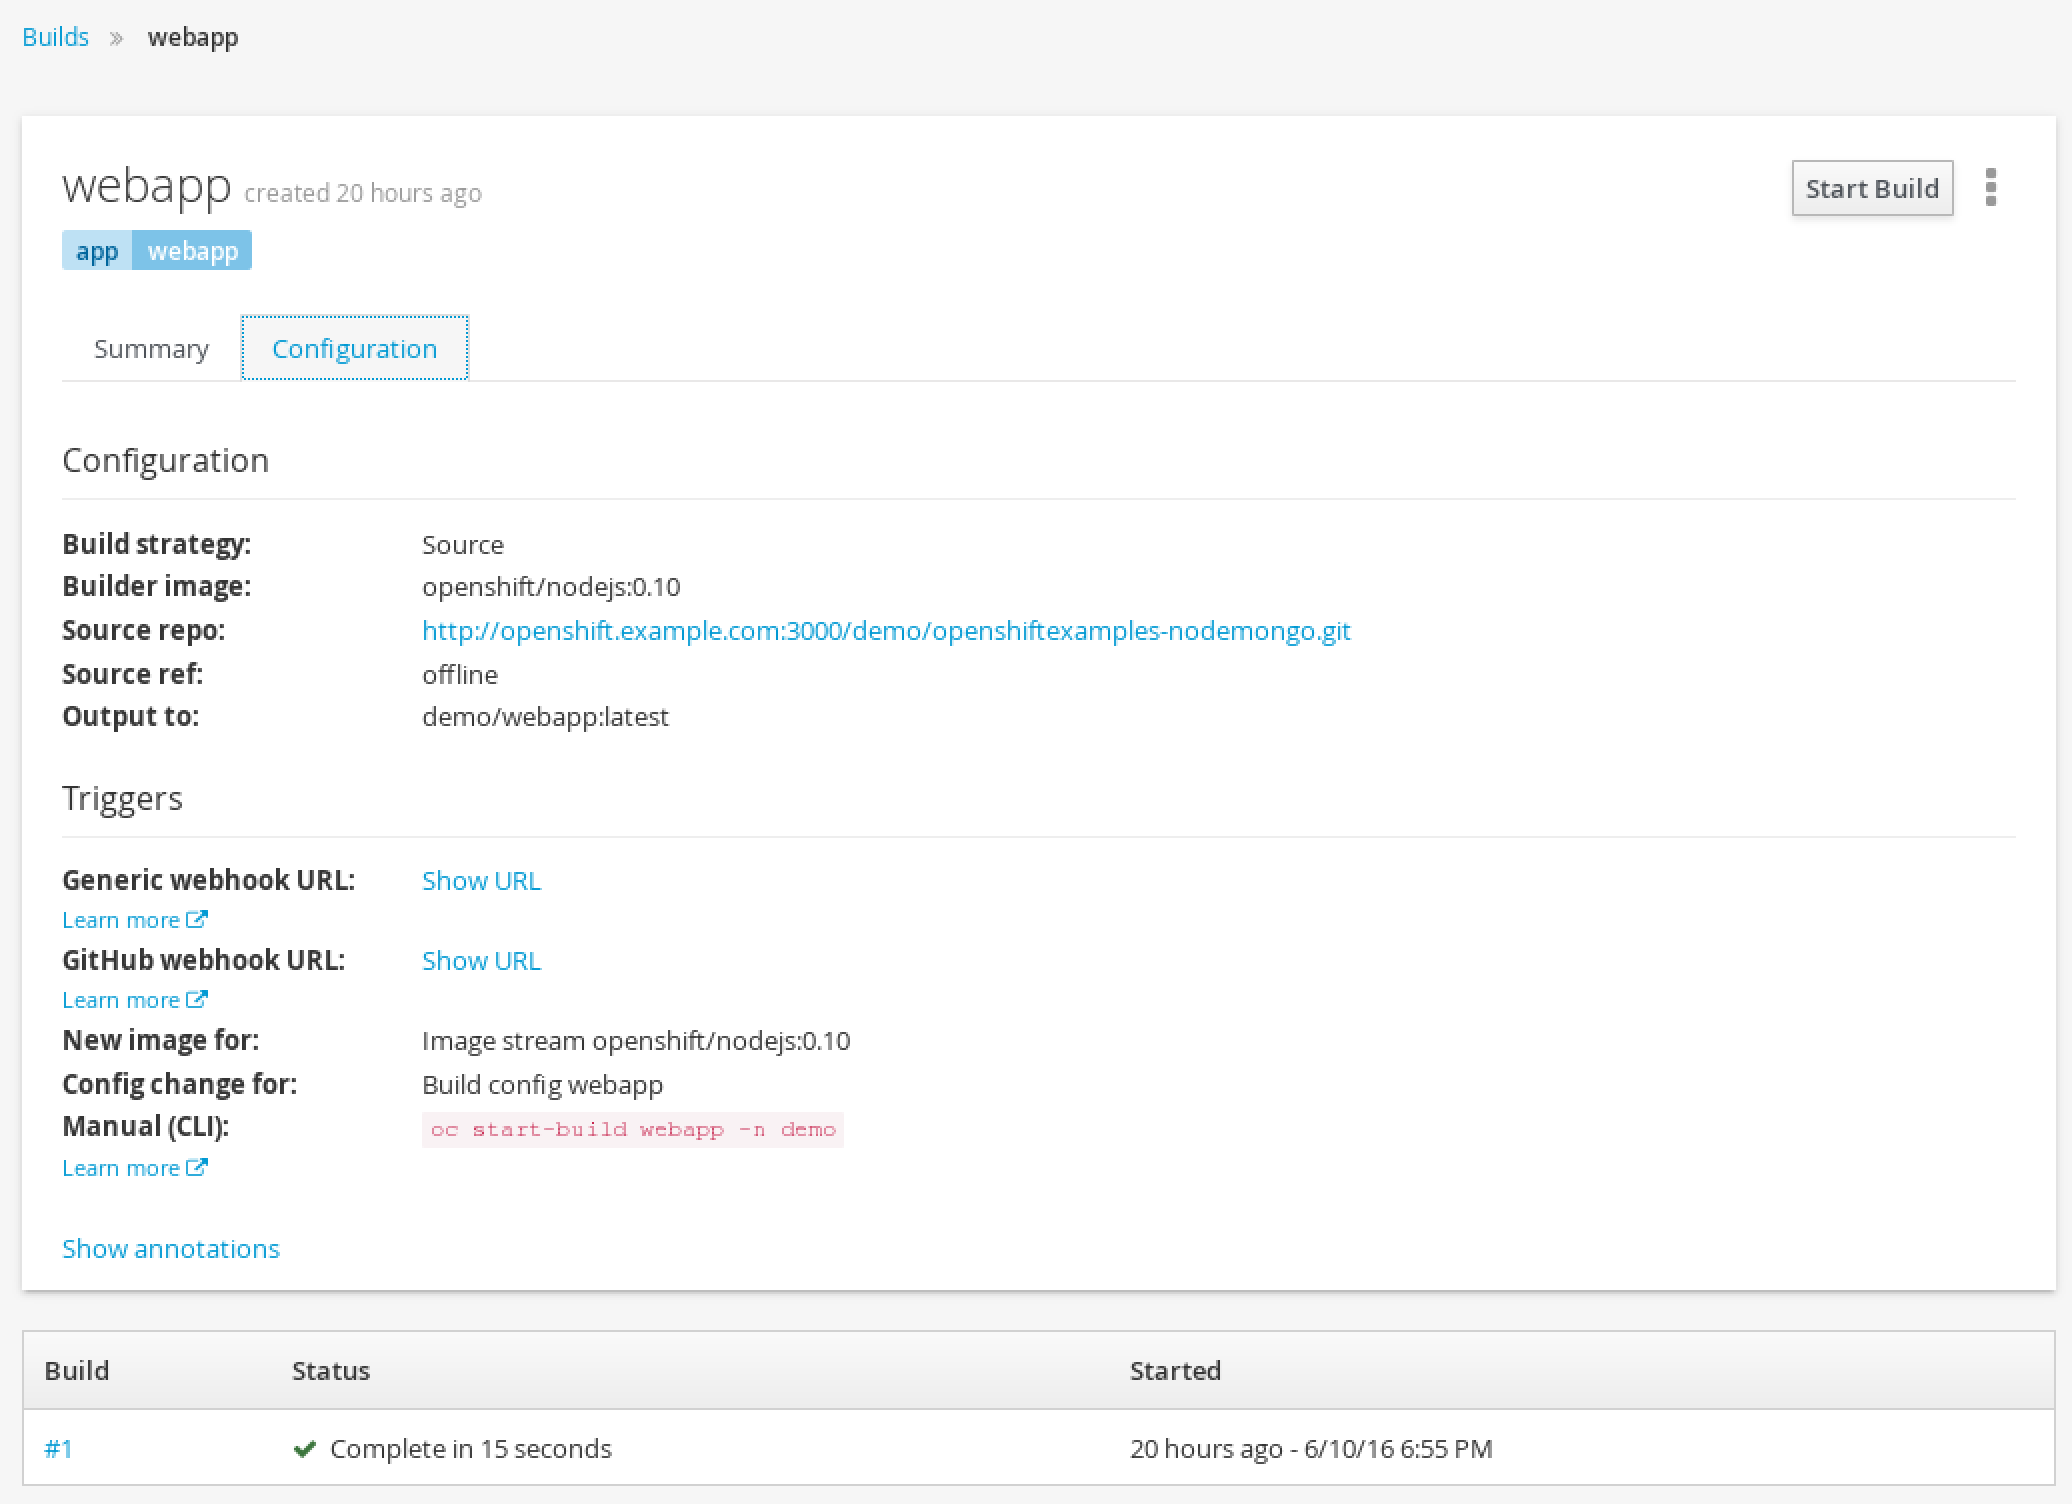 Builds » webapp
webapp created 20 hours ago
Start Build
app webapp
Summary Configuration
Configuration
Build strategy: Source
Builder image: openshift/nodejs:0.10
Source repo: http://openshift.example.com:3000/demo/openshiftexamples-nodemongo.git
Source ref: offline
Output to: demo/webapp:latest
Triggers
Generic webhook URL: Show URL
Learn more
GitHub webhook URL: Show URL
Learn more
New image for: Image stream openshift/nodejs:0.10
Config change for: Build config webapp
Manual (CLI): oc start-build webapp -n demo
Learn more
Show annotations
Build Status Started
#1 Complete in 15 seconds 20 hours ago - 6/10/16 6:55 PM